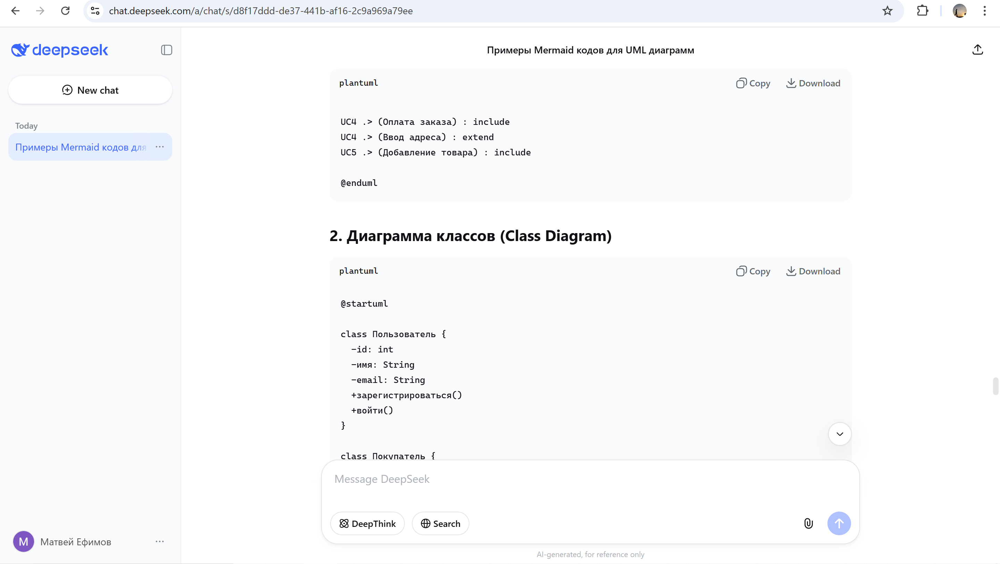 chat.deepseek.com/a/chat/s/d8f17ddd-de37-441b-af16-2c9a969a79ee
deepseek
New chat
Today
Примеры Mermaid кодов для
Матвей Ефимов
M
Примеры Mermaid кодов для UML диаграмм
plantuml
Copy
Download
UC4 .> (Оплата заказа) : include
UC4 .> (Ввод адреса) : extend
UC5 .> (Добавление товара) : include
@enduml
2. Диаграмма классов (Class Diagram)
plantuml
Copy
Download
@startuml
class Пользователь {
-id: int
-имя: String
-email: String
+зарегистрироваться()
+войти()
}
class Покупатель {
Message DeepSeek
DeepThink
Search
AI-generated, for reference only